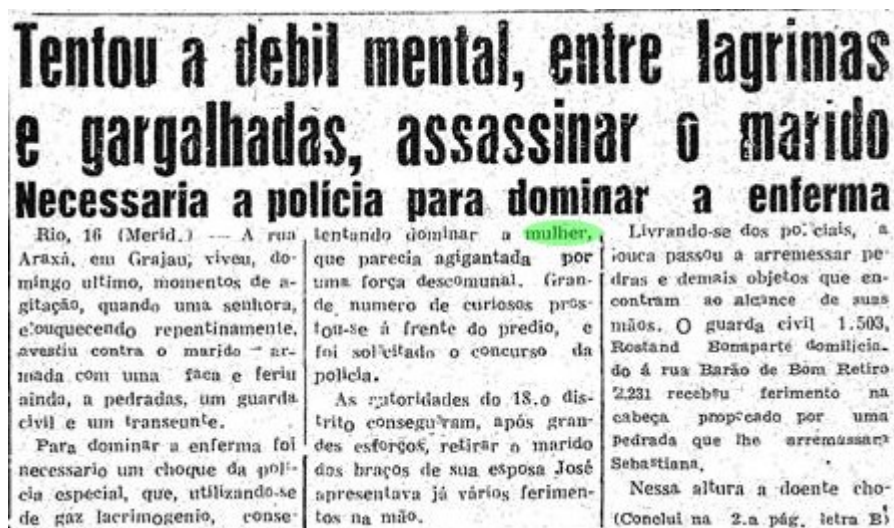 Tentou a debil mental, entre lagrimas
e gargalhadas, assassinar o marido
Necessaria a polícia para dominar a enferma
Rio, 16 (Merid.) — A rua
Araxá, em Grajau, viveu, do-
mingo ultimo, momentos de a-
gitação, quando uma senhora,
elouquecendo repentinamente,
avestiu contra o marido ar-
mada com uma faca e feriu
ainda, a pedradas, um guarda
civil e um transeunte.
Para dominar a enferma foi
necessario um choque da polí-
cia especial, que, utilizando-se
de gaz lacrimogenio, conse-
tentando dominar a mulher,
que parecia agigantada por
uma força descomunal. Gran-
de numero de curiosos pros-
tou-se á frente do predio, e
foi solicitado o concurso da
policia.
As autoridades do 18.o dis-
trito conseguiram, após gran-
des esforços, retirar o marido
dos braços de sua esposa José
apresentava já vários ferimen-
tos na mão.
Livrando-se dos policiais, a
louca passou a arremessar pe-
dras e demais objetos que en-
contram ao alcance de suas
mãos. O guarda civil 1.503,
Rostand Bonaparte domilicia-
do á rua Barão de Bom Retiro
2.231 recebeu ferimento na
cabeça propocado por uma
pedrada que lhe arremassara
Sebastiana,
Nessa altura a doente cho-
(Conclui na 2.a pág. letra B)